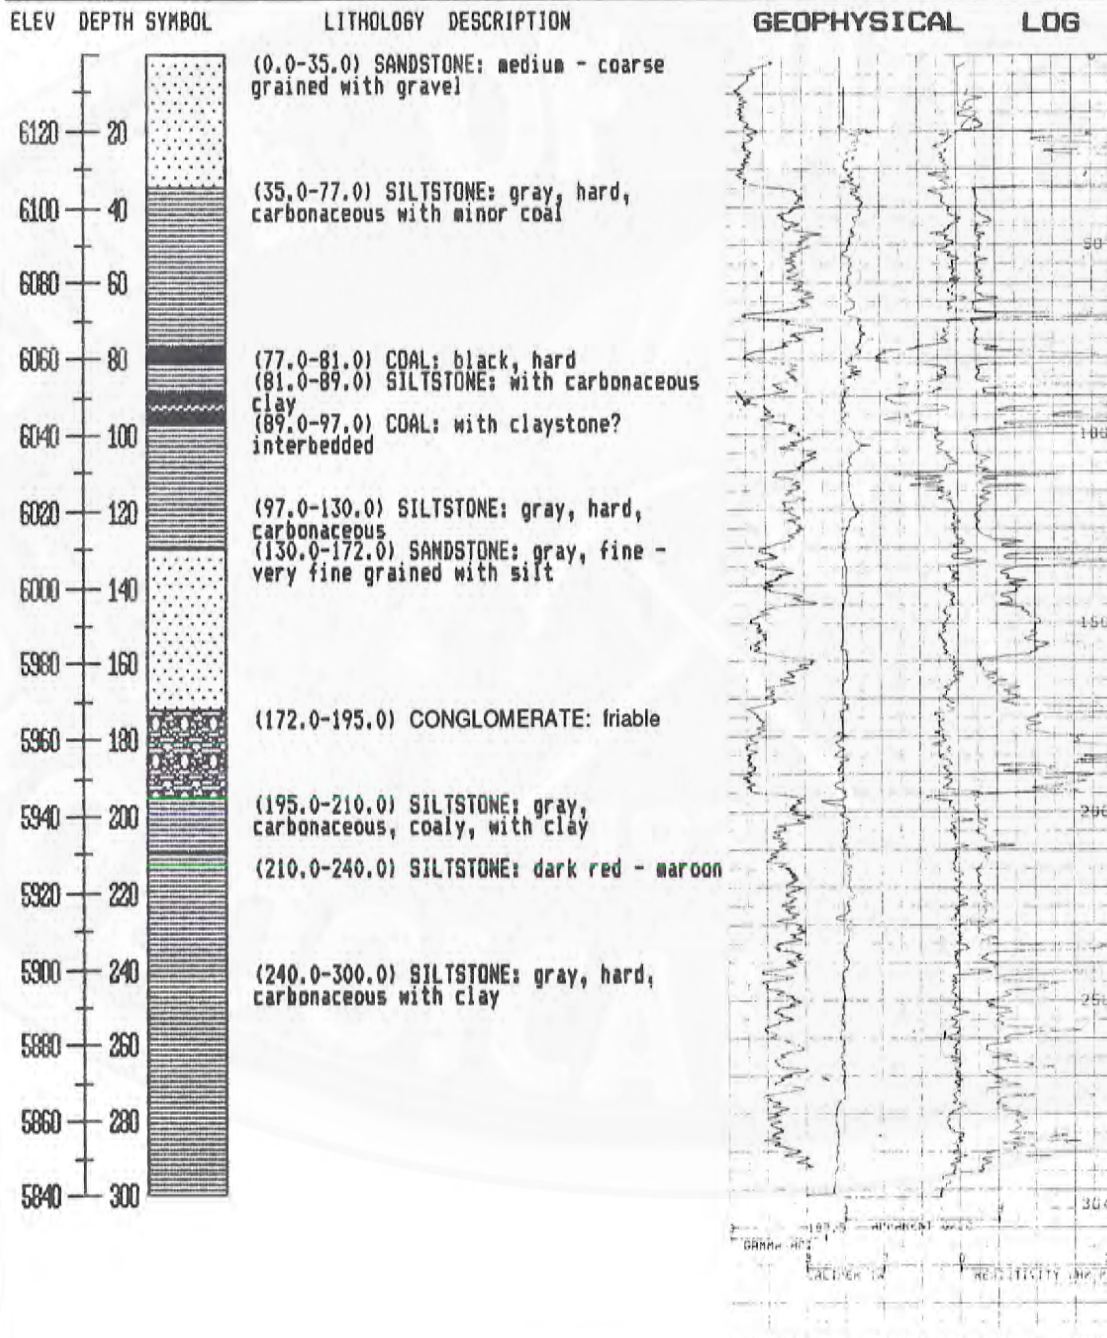 ELEV DEPTH SYMBOL LITHOLOGY DESCRIPTION GEOPHYSICAL LOG
(0.0-35.0) SANDSTONE: medium - coarse
grained with gravel
6120 20
(35.0-77.0) SILTSTONE: gray, hard,
carbonaceous with minor coal
6100 40
50
6080 60
6060 80
(77.0-81.0) COAL: black, hard
(81.0-89.0) SILTSTONE: with carbonaceous
clay
(89.0-97.0) COAL: with claystone?
interbedded
6040 100
100
(97.0-130.0) SILTSTONE: gray, hard,
carbonaceous
6020 120
(130.0-172.0) SANDSTONE: gray, fine -
very fine grained with silt
6000 140
150
5980 160
(172.0-195.0) CONGLOMERATE: friable
5960 180
(195.0-210.0) SILTSTONE: gray,
carbonaceous, coaly, with clay
5940 200
200
(210.0-240.0) SILTSTONE: dark red - maroon
5920 220
(240.0-300.0) SILTSTONE: gray, hard,
carbonaceous with clay
5900 240
250
5880 260
5860 280
5840 300
GAMMA API